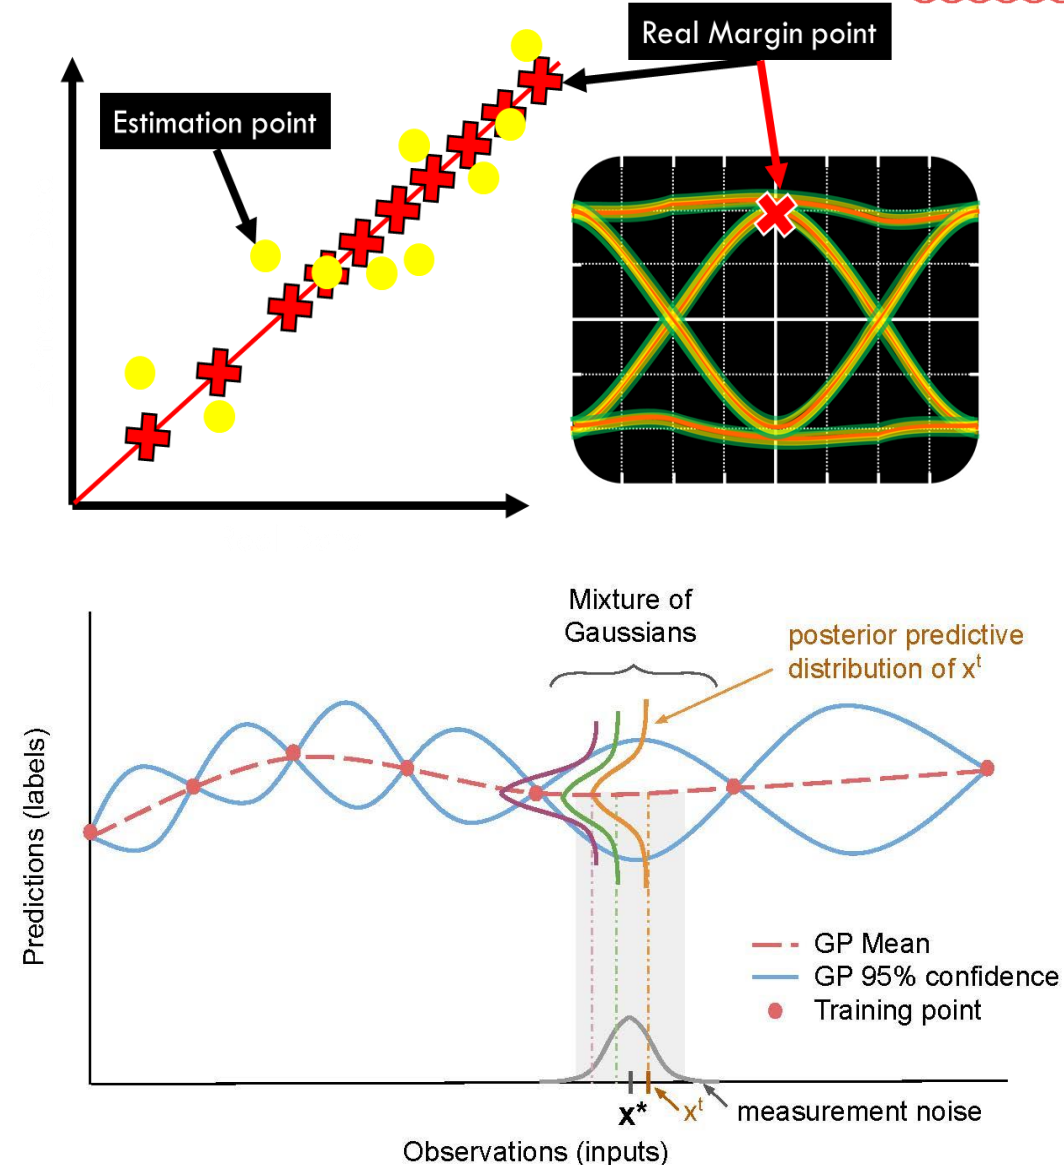 Real Margin point
Estimation point
Mixture of
Gaussians
posterior predictive
distribution of xᵗ
Predictions (labels)
GP Mean
GP 95% confidence
Training point
x*
xᵗ
measurement noise
Observations (inputs)